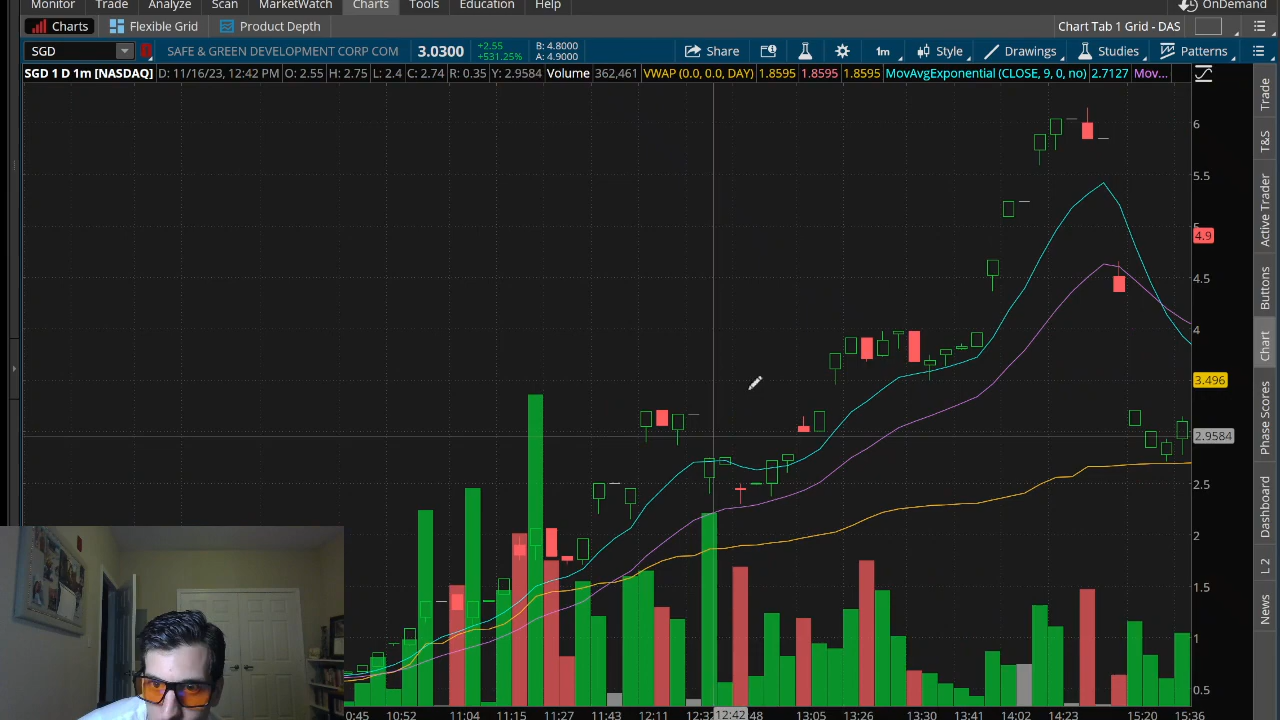 Monitor Trade Analyze Scan MarketWatch Charts Tools Education Help OnDemand
Charts Flexible Grid Product Depth Chart Tab 1 Grid - DAS
SGD SAFE & GREEN DEVELOPMENT CORP COM 3.0300 +2.55 +531.25% B: 4.8000 A: 4.9000 Share 1m Style Drawings Studies Patterns
SGD 1 D 1m [NASDAQ] D: 11/16/23, 12:42 PM O: 2.55 H: 2.75 L: 2.4 C: 2.74 R: 0.35 Y: 2.9584 Volume 362,461 VWAP (0.0, 0.0, DAY) 1.8595 1.8595 1.8595 MovAvgExponential (CLOSE, 9, 0, no) 2.7127 Mov...
6
5.5
5
4.9
4.5
4
3.496
2.9584
2.5
2
1.5
1
0.5
0:45 10:52 11:04 11:15 11:27 11:43 12:11 12:32 12:42 48 13:05 13:26 13:41 14:02 14:23 15:20 15:36
Trade
T&S
Active Trader
Buttons
Chart
Phase Scores
Dashboard
L 2
News